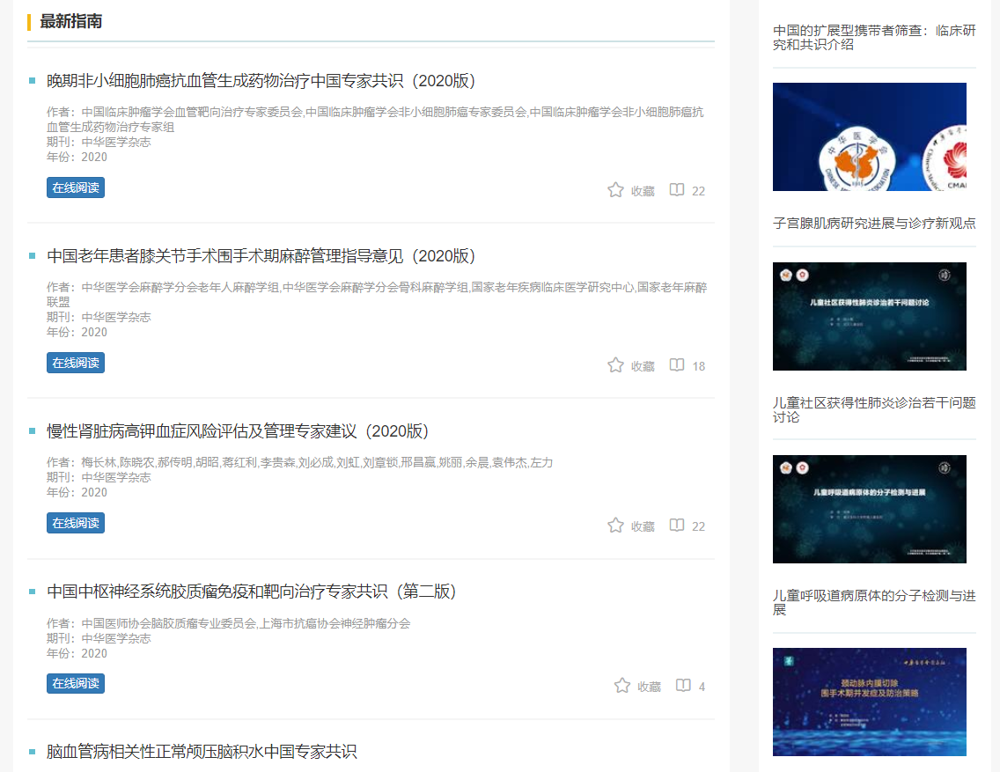 最新指南
晚期非小细胞肺癌抗血管生成药物治疗中国专家共识（2020版）
作者：中国临床肿瘤学会血管靶向治疗专家委员会,中国临床肿瘤学会非小细胞肺癌专家委员会,中国临床肿瘤学会非小细胞肺癌抗
血管生成药物治疗专家组
期刊：中华医学杂志
年份：2020
在线阅读
收藏 22
中国老年患者膝关节手术围手术期麻醉管理指导意见（2020版）
作者：中华医学会麻醉学分会老年人麻醉学组,中华医学会麻醉学分会骨科麻醉学组,国家老年疾病临床医学研究中心,国家老年麻醉
联盟
期刊：中华医学杂志
年份：2020
在线阅读
收藏 18
慢性肾脏病高钾血症风险评估及管理专家建议（2020版）
作者：梅长林,陈晓农,郝传明,胡昭,蒋红利,李贵森,刘必成,刘虹,刘章锁,邢昌赢,姚丽,余晨,袁伟杰,左力
期刊：中华医学杂志
年份：2020
在线阅读
收藏 22
中国中枢神经系统胶质瘤免疫和靶向治疗专家共识（第二版）
作者：中国医师协会脑胶质瘤专业委员会,上海市抗癌协会神经肿瘤分会
期刊：中华医学杂志
年份：2020
在线阅读
收藏 4
脑血管病相关性正常颅压脑积水中国专家共识
中国的扩展型携带者筛查：临床研
究和共识介绍
中华医学会
CMA
子宫腺肌病研究进展与诊疗新观点
儿童社区获得性肺炎诊治若干问题讨论
儿童社区获得性肺炎诊治若干问题
讨论
儿童呼吸道病原体的分子检测与进展
儿童呼吸道病原体的分子检测与进
展
颈动脉内膜切除
围手术期并发症及防治策略